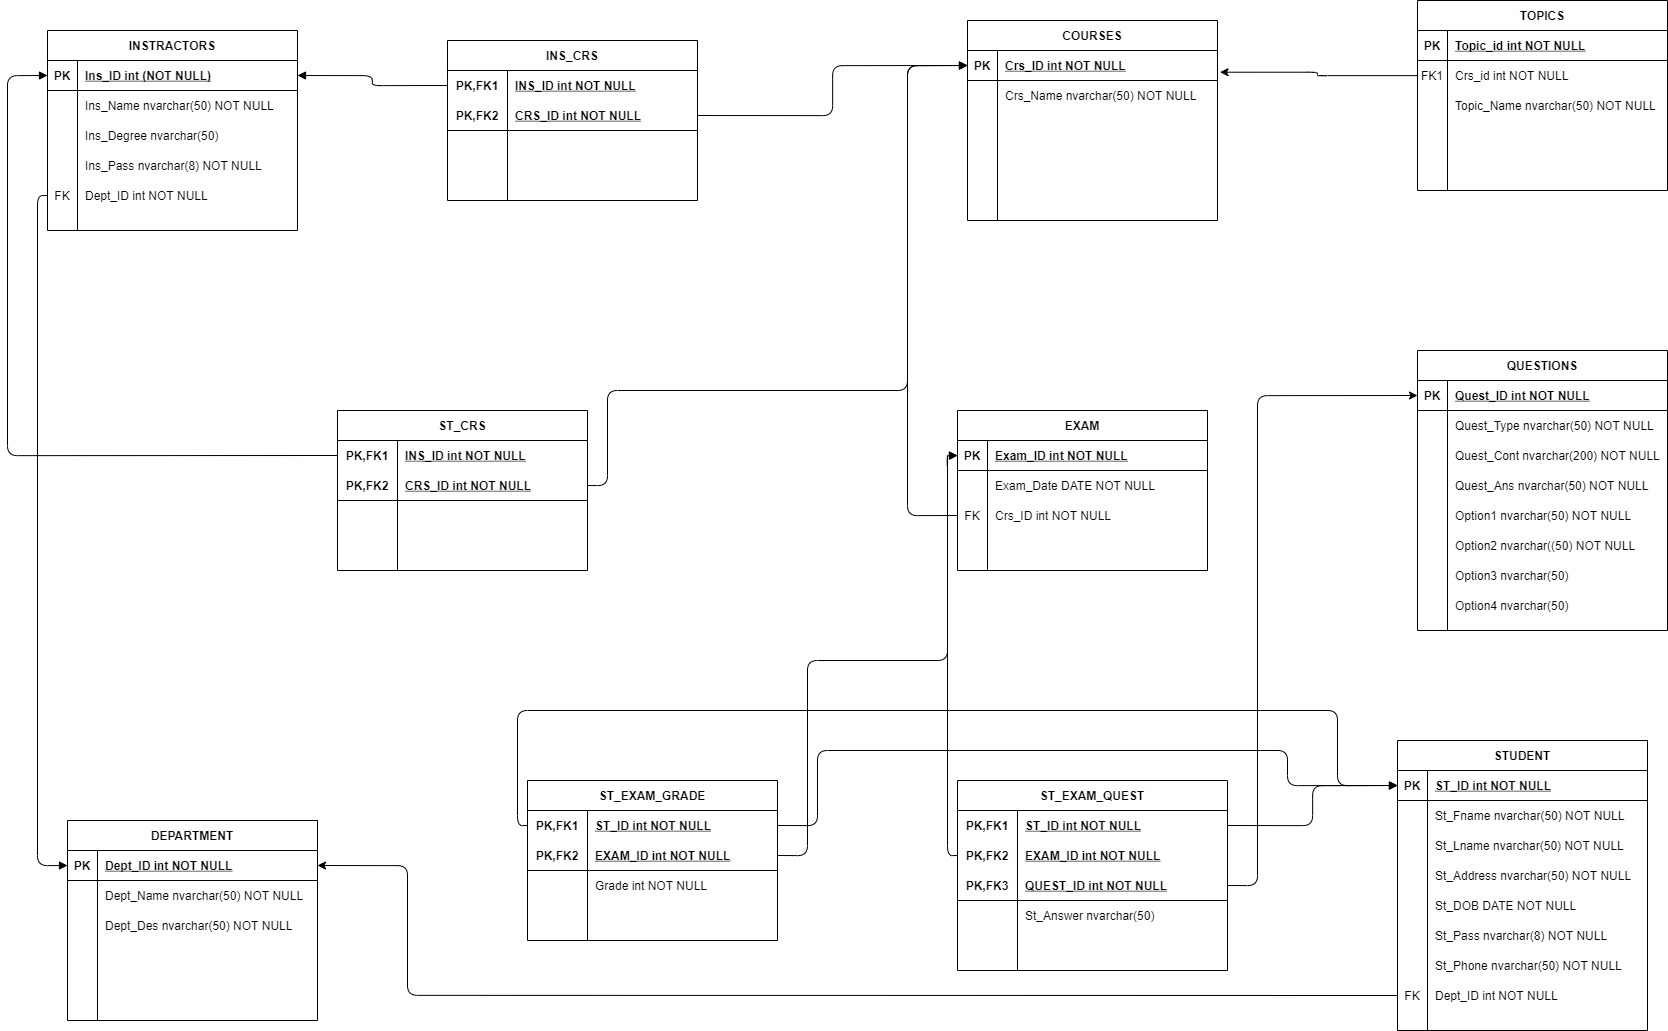 INSTRACTORS
PK Ins_ID int (NOT NULL)
Ins_Name nvarchar(50) NOT NULL
Ins_Degree nvarchar(50)
Ins_Pass nvarchar(8) NOT NULL
FK Dept_ID int NOT NULL
INS_CRS
PK,FK1 INS_ID int NOT NULL
PK,FK2 CRS_ID int NOT NULL
COURSES
PK Crs_ID int NOT NULL
Crs_Name nvarchar(50) NOT NULL
TOPICS
PK Topic_id int NOT NULL
FK1 Crs_id int NOT NULL
Topic_Name nvarchar(50) NOT NULL
ST_CRS
PK,FK1 INS_ID int NOT NULL
PK,FK2 CRS_ID int NOT NULL
EXAM
PK Exam_ID int NOT NULL
Exam_Date DATE NOT NULL
FK Crs_ID int NOT NULL
QUESTIONS
PK Quest_ID int NOT NULL
Quest_Type nvarchar(50) NOT NULL
Quest_Cont nvarchar(200) NOT NULL
Quest_Ans nvarchar(50) NOT NULL
Option1 nvarchar(50) NOT NULL
Option2 nvarchar((50) NOT NULL
Option3 nvarchar(50)
Option4 nvarchar(50)
DEPARTMENT
PK Dept_ID int NOT NULL
Dept_Name nvarchar(50) NOT NULL
Dept_Des nvarchar(50) NOT NULL
ST_EXAM_GRADE
PK,FK1 ST_ID int NOT NULL
PK,FK2 EXAM_ID int NOT NULL
Grade int NOT NULL
ST_EXAM_QUEST
PK,FK1 ST_ID int NOT NULL
PK,FK2 EXAM_ID int NOT NULL
PK,FK3 QUEST_ID int NOT NULL
St_Answer nvarchar(50)
STUDENT
PK ST_ID int NOT NULL
St_Fname nvarchar(50) NOT NULL
St_Lname nvarchar(50) NOT NULL
St_Address nvarchar(50) NOT NULL
St_DOB DATE NOT NULL
St_Pass nvarchar(8) NOT NULL
St_Phone nvarchar(50) NOT NULL
FK Dept_ID int NOT NULL